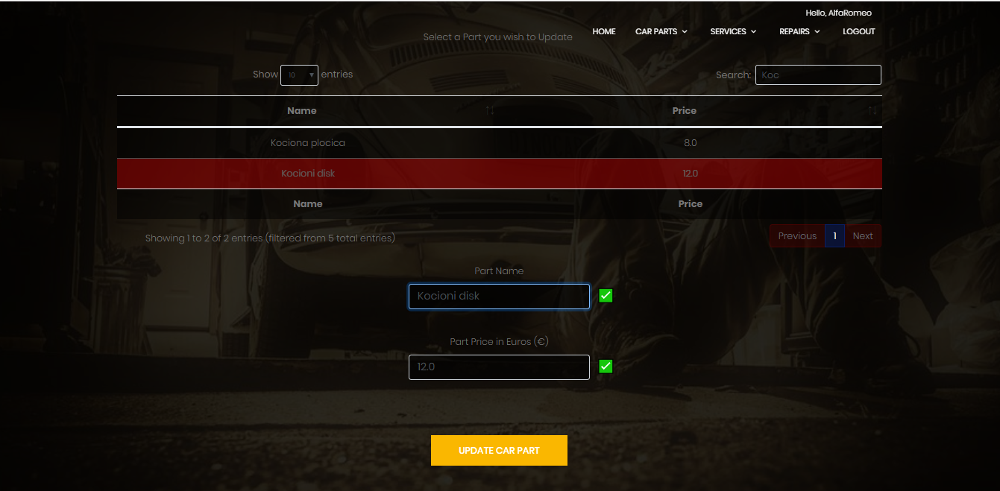 Hello, AlfaRomeo
HOME CAR PARTS SERVICES REPAIRS LOGOUT
Select a Part you wish to Update
Show 10 entries Search: Koc
Name Price
Kociona plocica 8.0
Kocioni disk 12.0
Name Price
Showing 1 to 2 of 2 entries (filtered from 5 total entries) Previous 1 Next
Part Name
Kocioni disk
Part Price in Euros (€)
12.0
UPDATE CAR PART